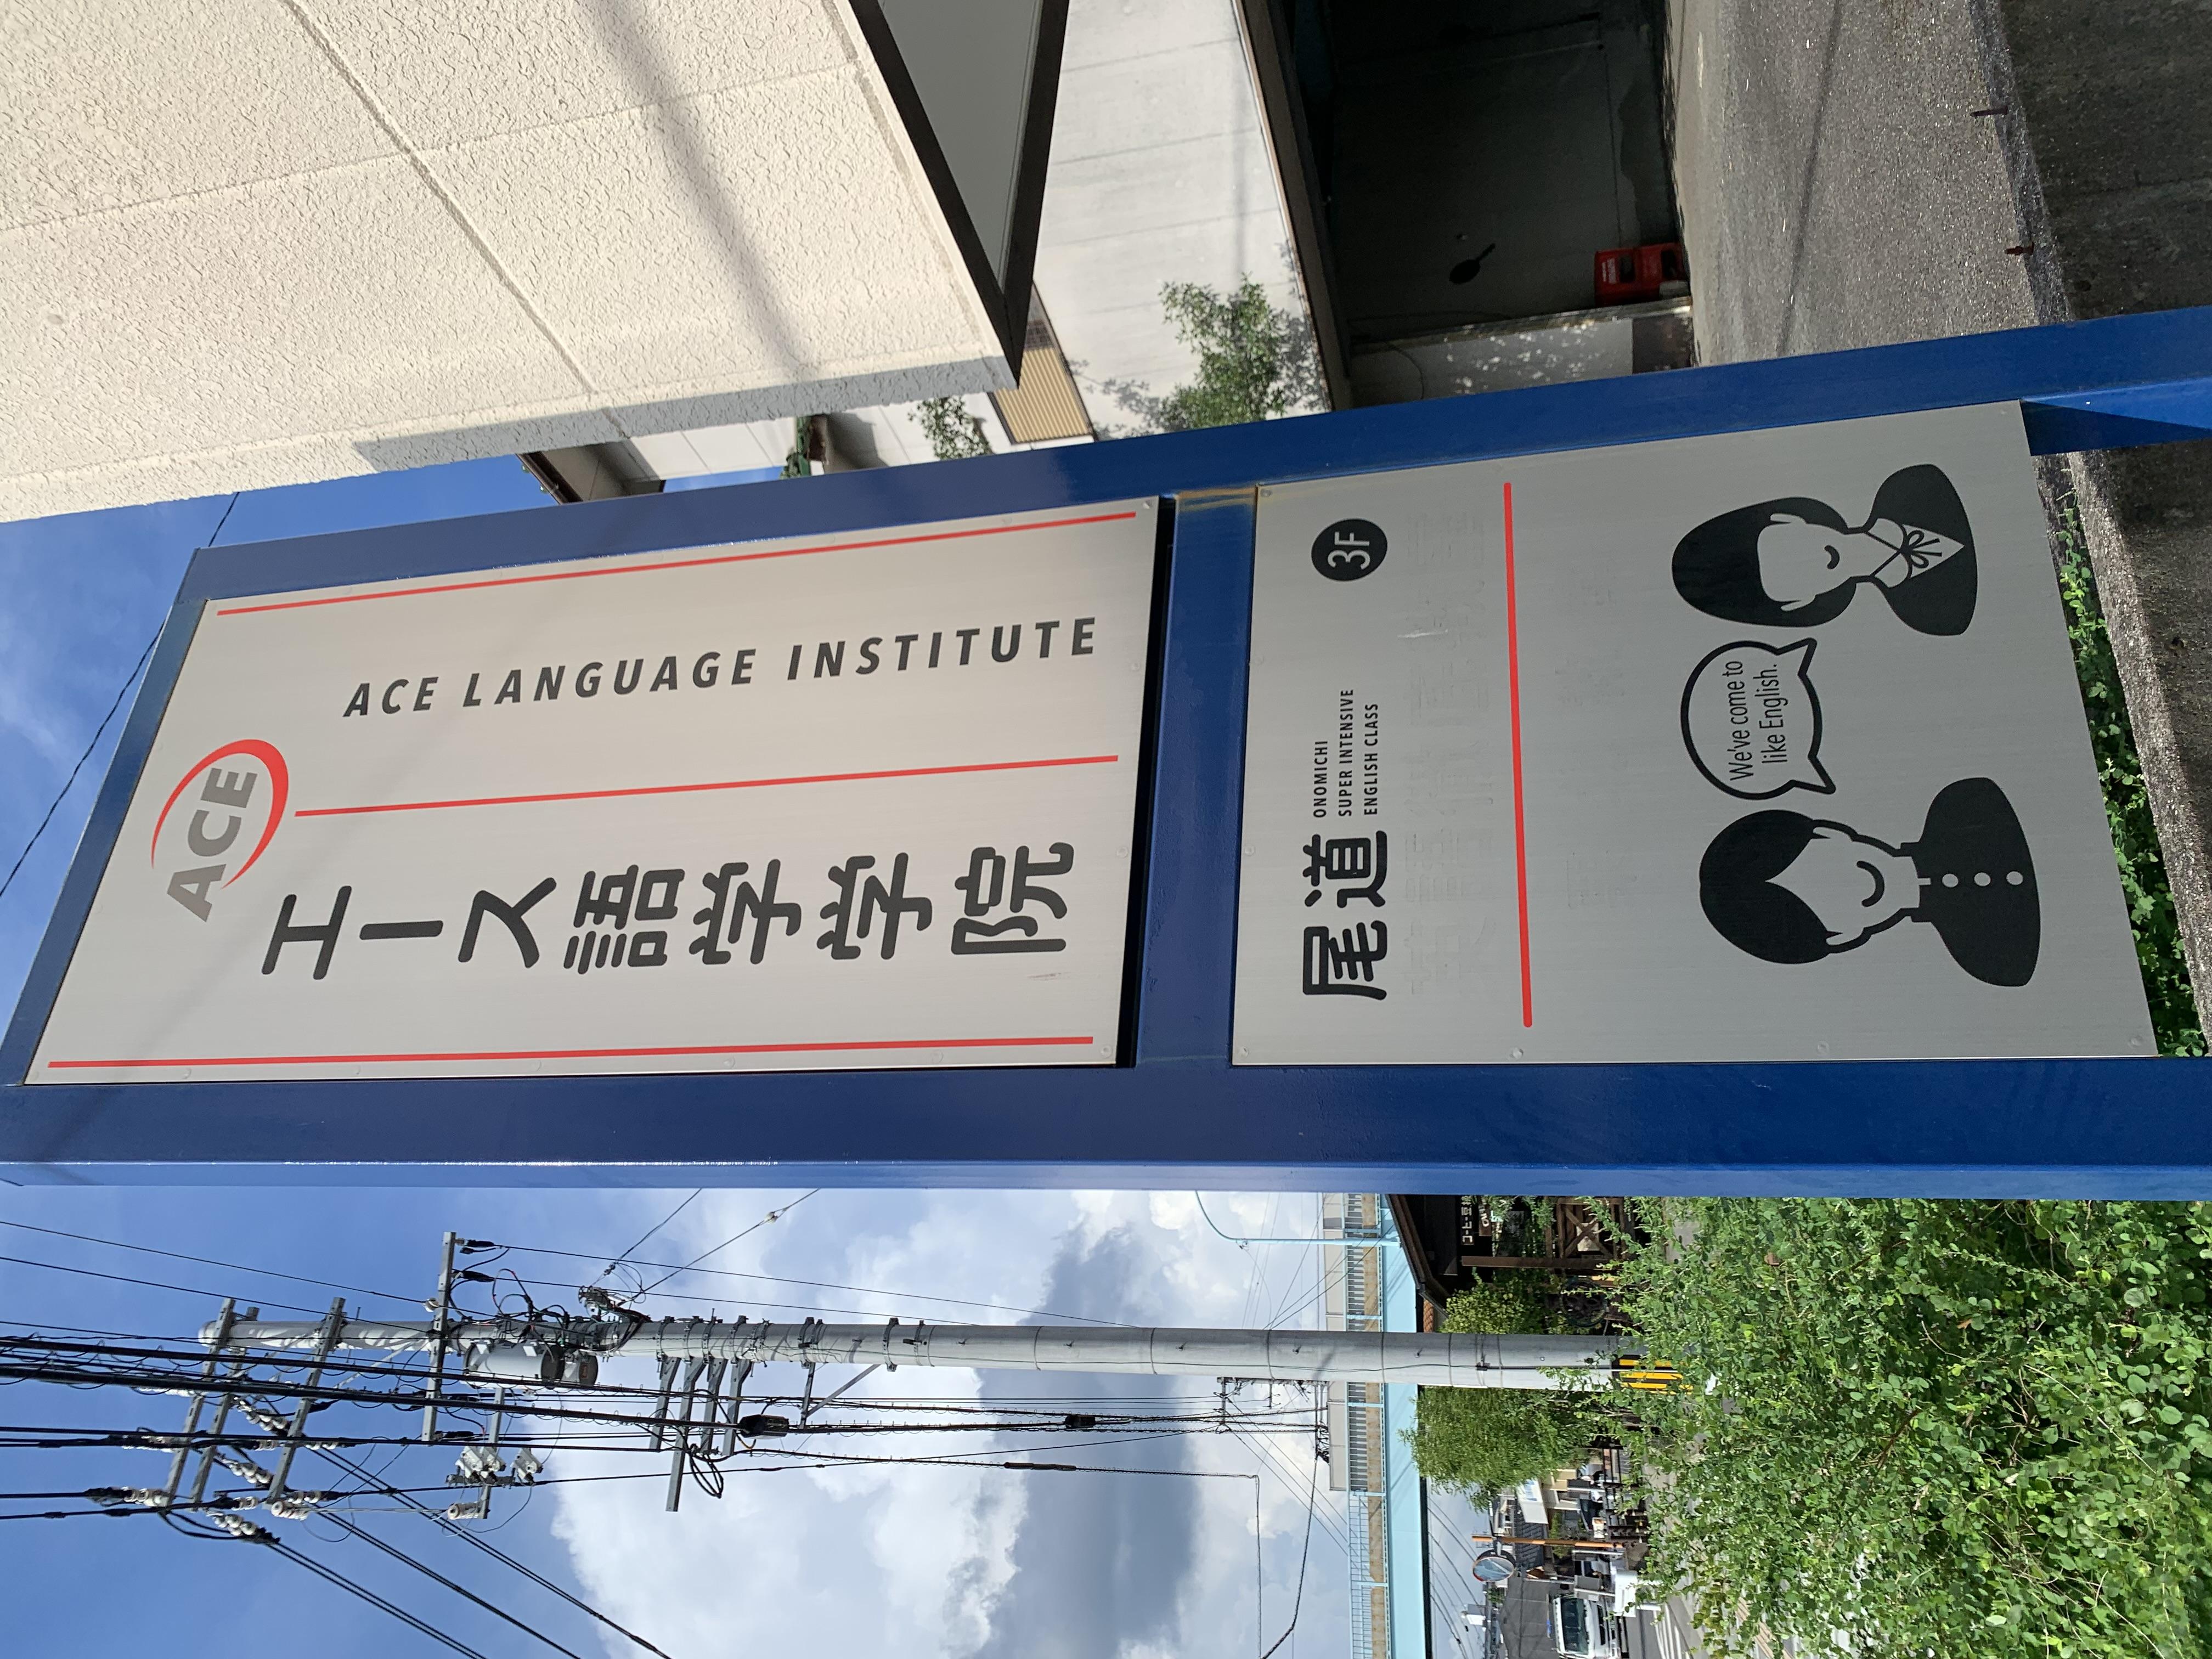 ACE
エース語学学院
ACE LANGUAGE INSTITUTE
尾道
ONOMICHI
SUPER INTENSIVE
ENGLISH CLASS
3F
We've come to
like English.